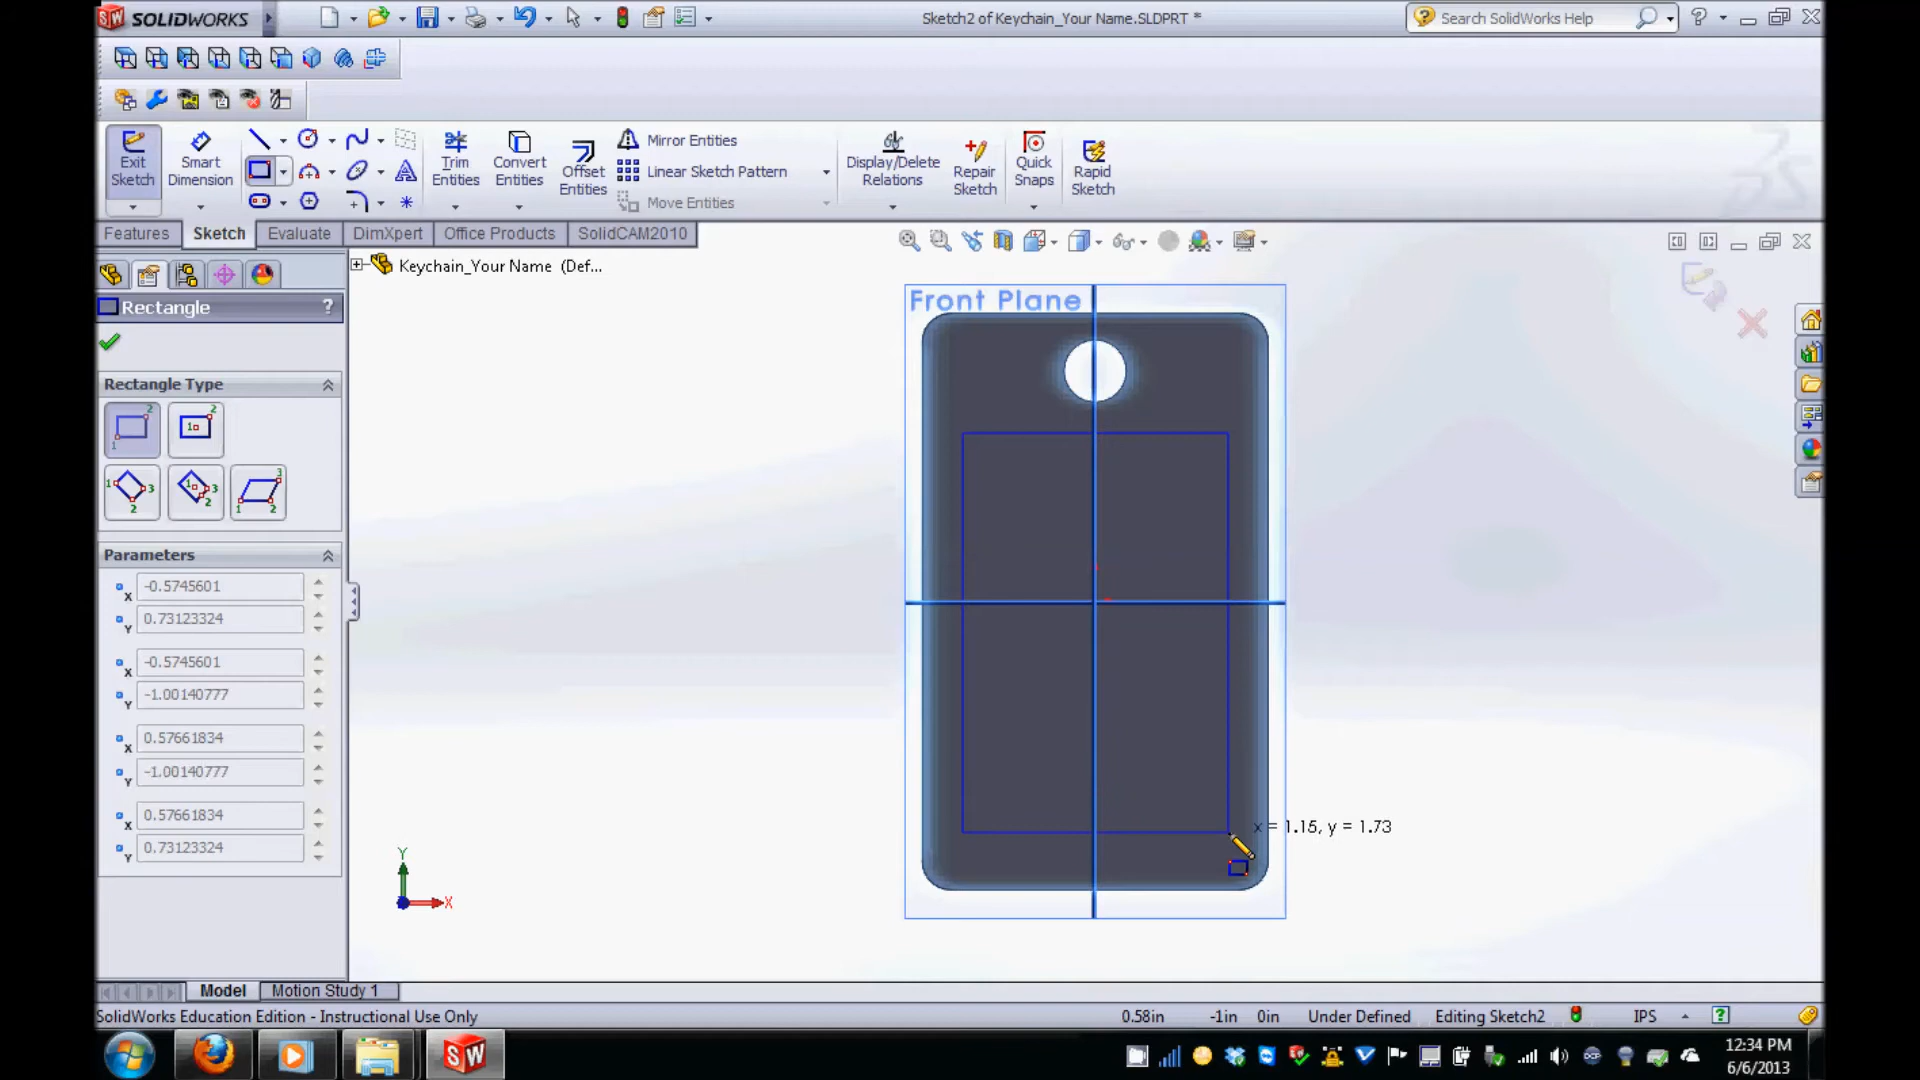 SOLIDWORKS
Sketch2 of Keychain_Your Name.SLDPRT *
Search SolidWorks Help
Exit Sketch
Smart Dimension
Trim Entities
Convert Entities
Offset Entities
Mirror Entities
Linear Sketch Pattern
Move Entities
Display/Delete Relations
Repair Sketch
Quick Snaps
Rapid Sketch
Features
Sketch
Evaluate
DimXpert
Office Products
SolidCAM2010
Keychain_Your Name (Def...
Rectangle
?
Rectangle Type
Parameters
X -0.5745601
Y 0.73123324
X -0.5745601
Y -1.00140777
X 0.57661834
Y -1.00140777
X 0.57661834
Y 0.73123324
Front Plane
x = 1.15, y = 1.73
Y
X
Model
Motion Study 1
SolidWorks Education Edition - Instructional Use Only
0.58in -1in 0in Under Defined Editing Sketch2 IPS
12:34 PM
6/6/2013